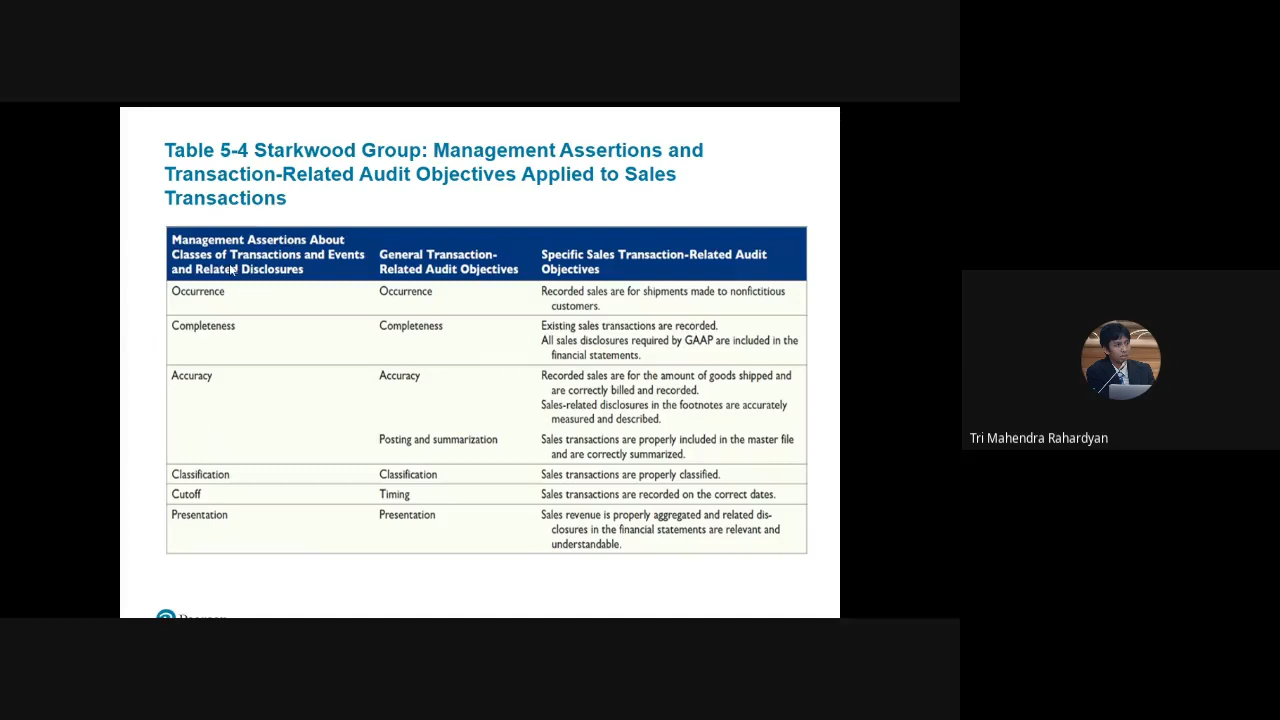 Table 5-4 Starkwood Group: Management Assertions and
Transaction-Related Audit Objectives Applied to Sales
Transactions
Management Assertions About
Classes of Transactions and Events
and Related Disclosures
General Transaction-
Related Audit Objectives
Specific Sales Transaction-Related Audit
Objectives
Occurrence
Occurrence
Recorded sales are for shipments made to nonfictitious
customers.
Completeness
Completeness
Existing sales transactions are recorded.
All sales disclosures required by GAAP are included in the
financial statements.
Accuracy
Accuracy
Recorded sales are for the amount of goods shipped and
are correctly billed and recorded.
Sales-related disclosures in the footnotes are accurately
measured and described.
Posting and summarization
Sales transactions are properly included in the master file
and are correctly summarized.
Classification
Classification
Sales transactions are properly classified.
Cutoff
Timing
Sales transactions are recorded on the correct dates.
Presentation
Presentation
Sales revenue is properly aggregated and related dis-
closures in the financial statements are relevant and
understandable.
Tri Mahendra Rahardyan